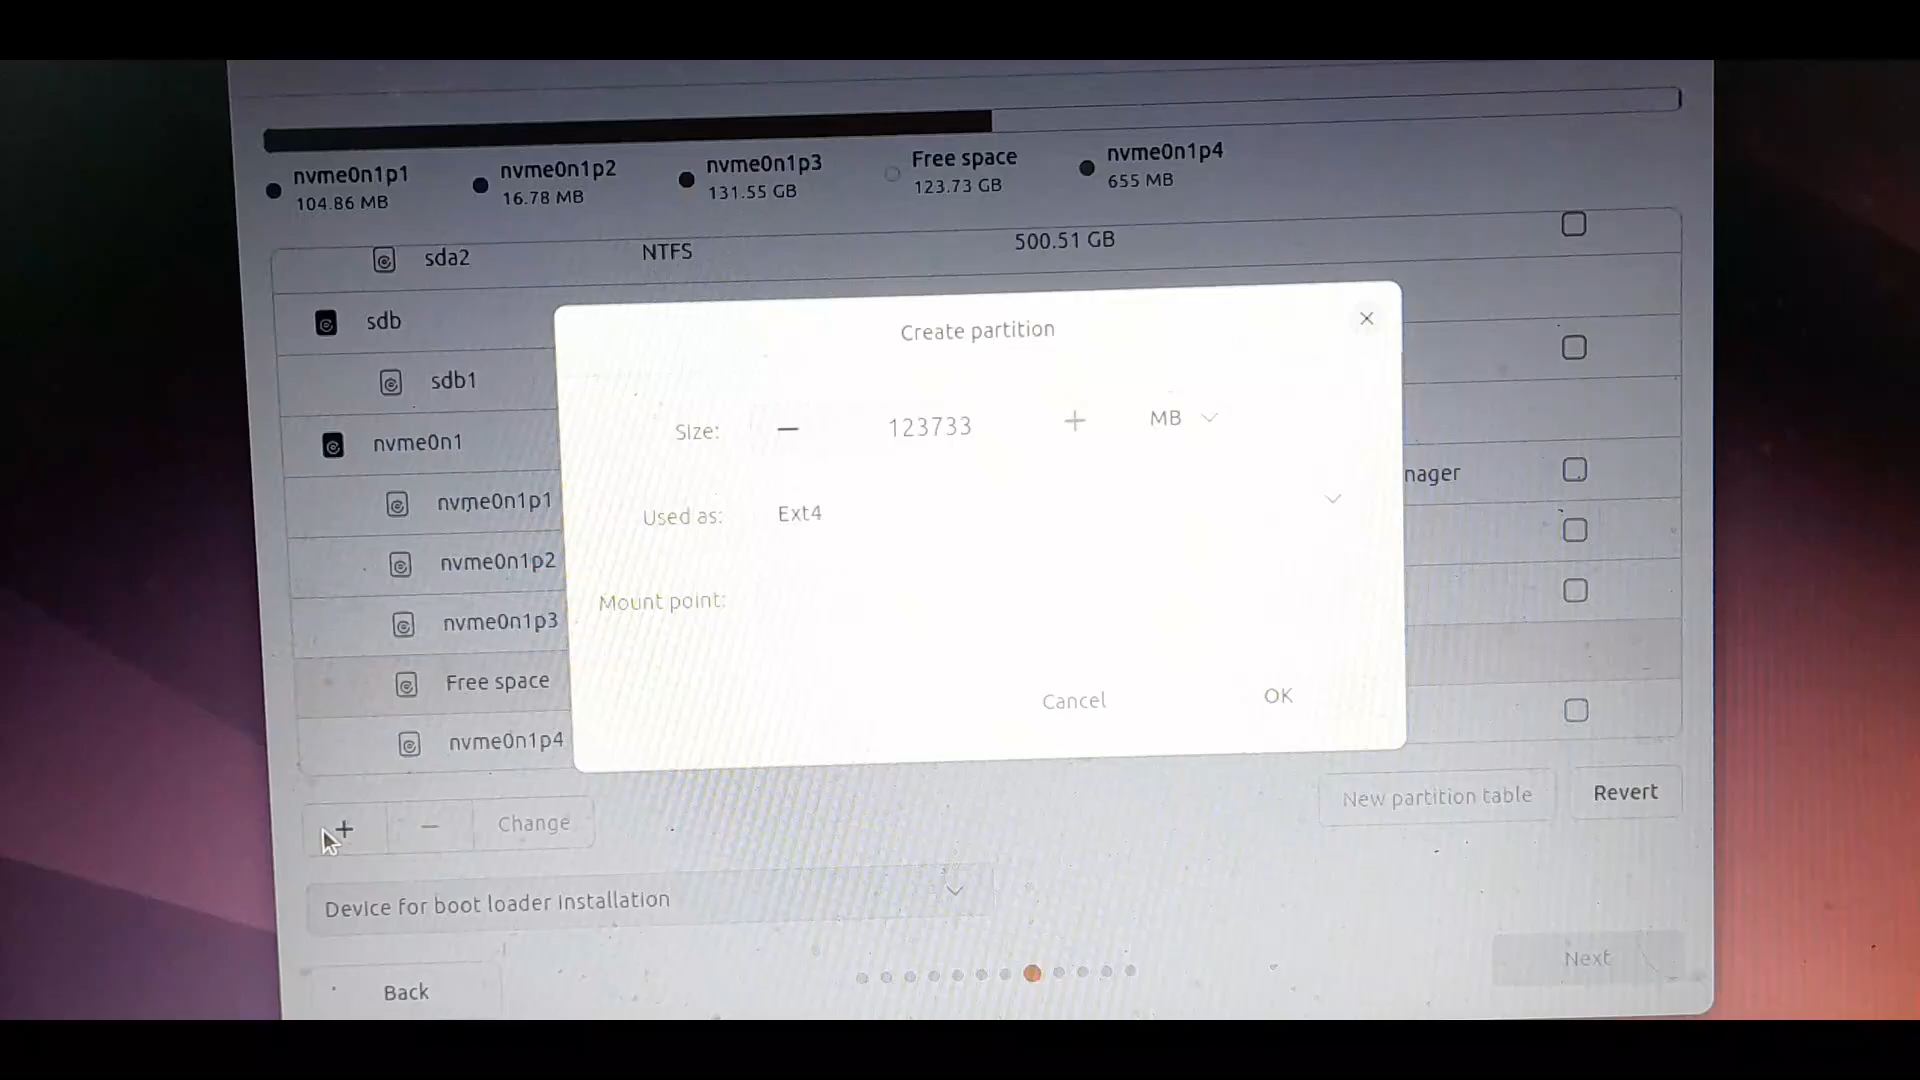 nvme0n1p1
104.86 MB
nvme0n1p2
16.78 MB
nvme0n1p3
131.55 GB
Free space
123.73 GB
nvme0n1p4
655 MB
sda2 NTFS 500.51 GB
sdb
sdb1
nvme0n1
nvme0n1p1 nager
nvme0n1p2
nvme0n1p3
Free space
nvme0n1p4
Create partition
Size: 123733 MB
Used as: Ext4
Mount point:
Cancel OK
Change New partition table Revert
Device for boot loader installation
Back Next